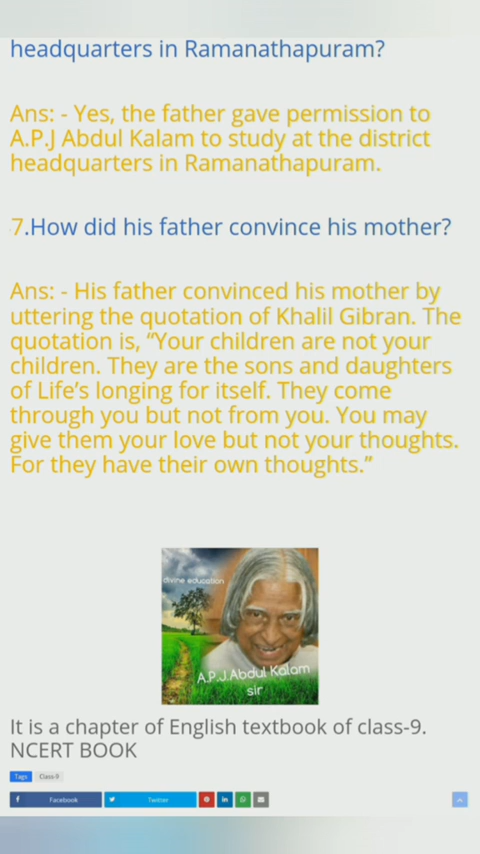 headquarters in Ramanathapuram?
Ans: - Yes, the father gave permission to
A.P.J Abdul Kalam to study at the district
headquarters in Ramanathapuram.
7.How did his father convince his mother?
Ans: - His father convinced his mother by
uttering the quotation of Khalil Gibran. The
quotation is, “Your children are not your
children. They are the sons and daughters
of Life’s longing for itself. They come
through you but not from you. You may
give them your love but not your thoughts.
For they have their own thoughts.”
divine education
A.P.J.Abdul Kalam
sir
It is a chapter of English textbook of class-9.
NCERT BOOK
Tags Class-9
Facebook Twitter